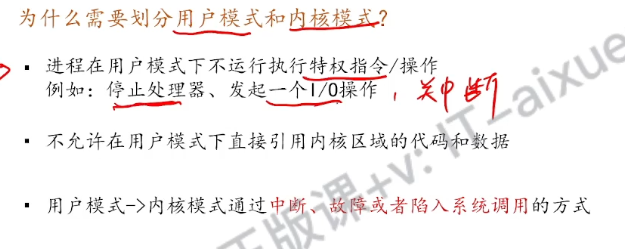 为什么需要划分用户模式和内核模式?
▪ 进程在用户模式下不运行执行特权指令/操作
例如：停止处理器、发起一个I/O操作，关中断
▪ 不允许在用户模式下直接引用内核区域的代码和数据
▪ 用户模式->内核模式通过中断、故障或者陷入系统调用的方式
正版课+v: IT-aixue